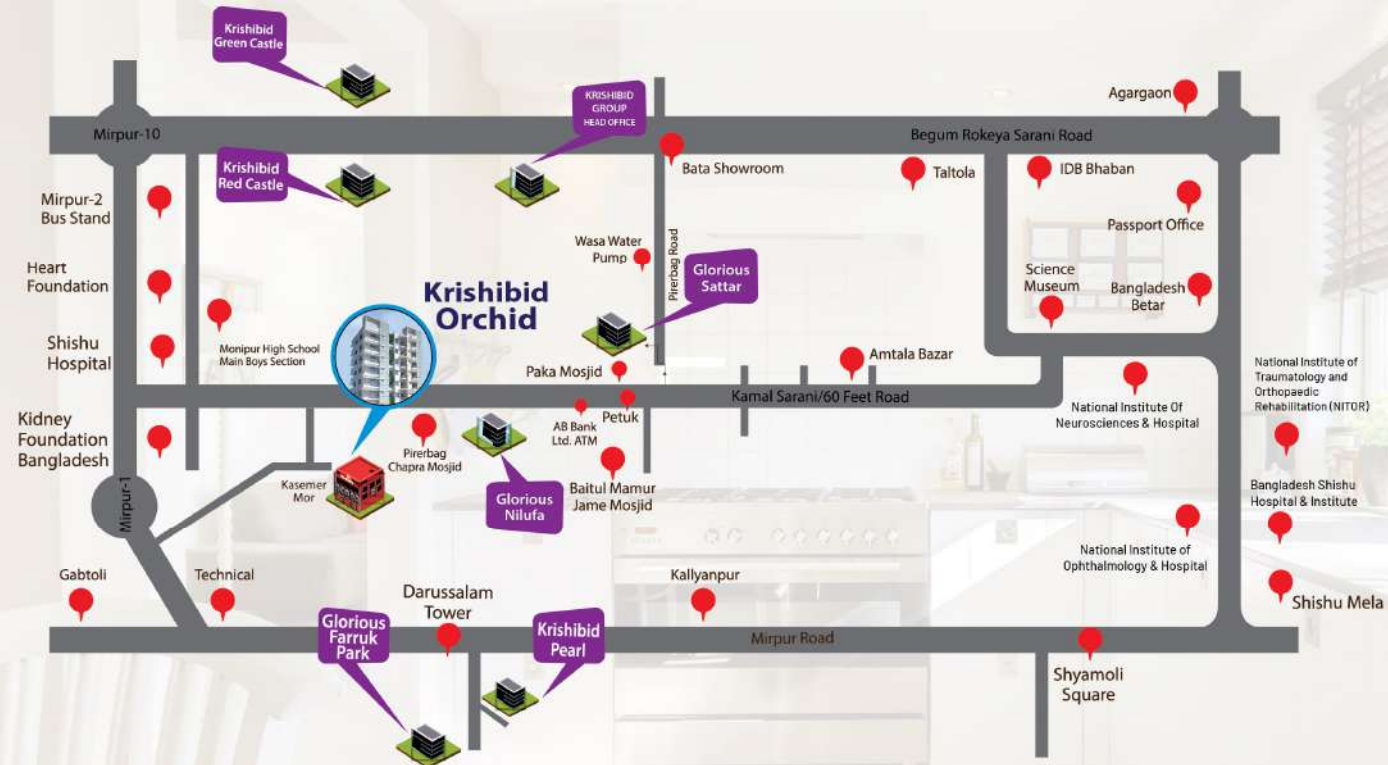 Krishibid
Green Castle
KRISHIBID
GROUP
HEAD OFFICE
Agargaon
Mirpur-10
Begum Rokeya Sarani Road
Krishibid
Red Castle
Bata Showroom
Taltola
IDB Bhaban
Mirpur-2
Bus Stand
Passport Office
Wasa Water
Pump
Pirerbag Road
Glorious
Sattar
Heart
Foundation
Science
Museum
Bangladesh
Betar
Krishibid
Orchid
Shishu
Hospital
Monipur High School
Main Boys Section
Paka Mosjid
Amtala Bazar
National Institute of
Traumatology and
Orthopaedic
Rehabilitation (NITOR)
Kamal Sarani/60 Feet Road
Kidney
Foundation
Bangladesh
AB Bank
Ltd. ATM
Petuk
National Institute Of
Neurosciences & Hospital
Pirerbag
Chapra Mosjid
Kasemer
Mor
Glorious
Nilufa
Baitul Mamur
Jame Mosjid
Bangladesh Shishu
Hospital & Institute
Mirpur-1
National Institute of
Ophthalmology & Hospital
Gabtoli
Technical
Darussalam
Tower
Kallyanpur
Shishu Mela
Glorious
Farruk
Park
Krishibid
Pearl
Mirpur Road
Shyamoli
Square